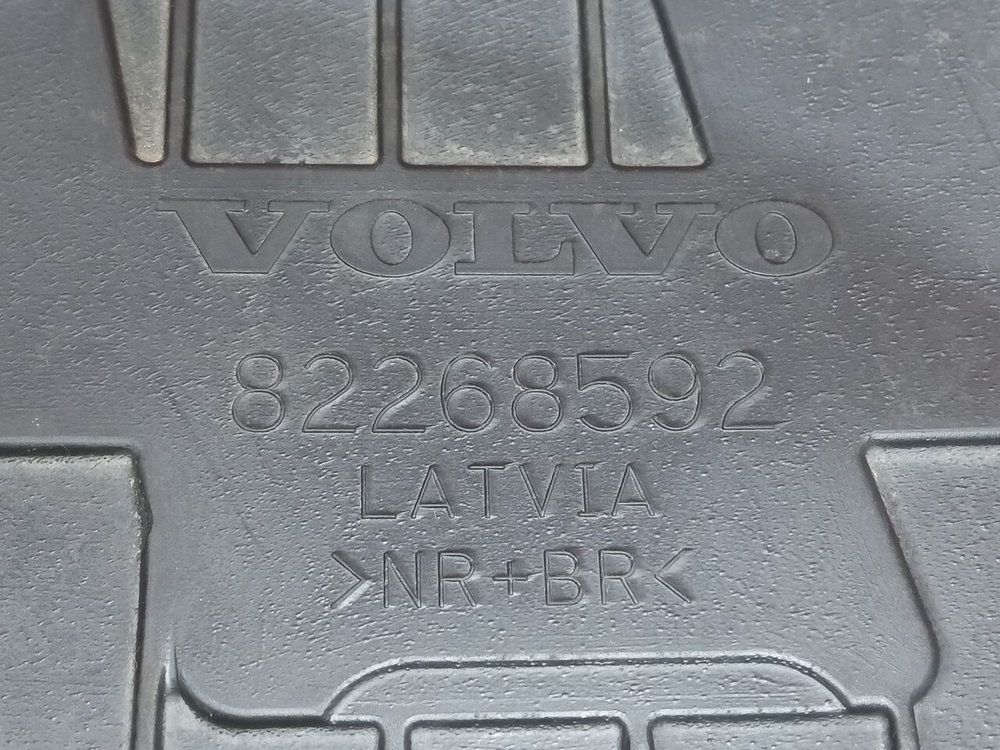 VOLVO
82268592
LATVIA
>NR+BR<